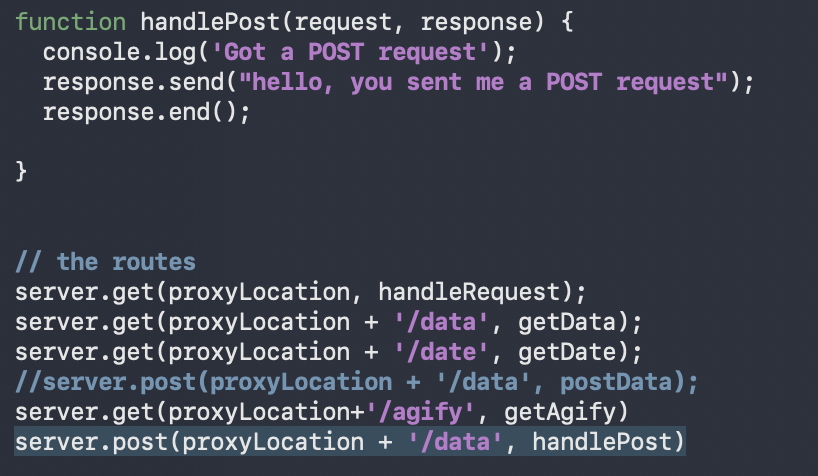 function handlePost(request, response) {
  console.log('Got a POST request');
  response.send("hello, you sent me a POST request");
  response.end();
}
// the routes
server.get(proxyLocation, handleRequest);
server.get(proxyLocation + '/data', getData);
server.get(proxyLocation + '/date', getDate);
//server.post(proxyLocation + '/data', postData);
server.get(proxyLocation+'/agify', getAgify)
server.post(proxyLocation + '/data', handlePost)